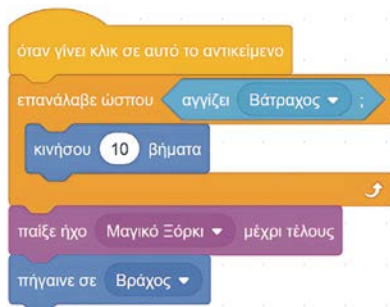 όταν γίνει κλικ σε αυτό το αντικείμενο
επανάλαβε ώσπου αγγίζει Βάτραχος ;
κινήσου 10 βήματα
παίξε ήχο Μαγικό Ξόρκι μέχρι τέλους
πήγαινε σε Βράχος